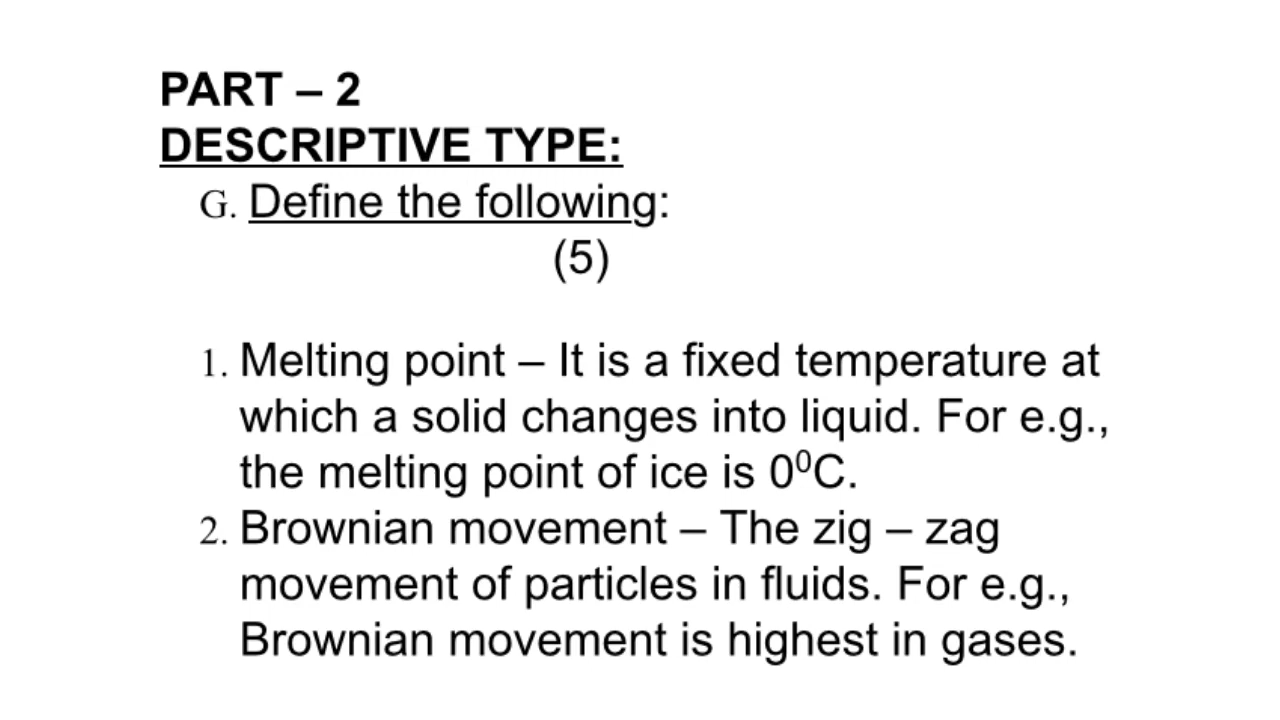 PART – 2
DESCRIPTIVE TYPE:
G. Define the following:
(5)
1. Melting point – It is a fixed temperature at
which a solid changes into liquid. For e.g.,
the melting point of ice is 0⁰C.
2. Brownian movement – The zig – zag
movement of particles in fluids. For e.g.,
Brownian movement is highest in gases.